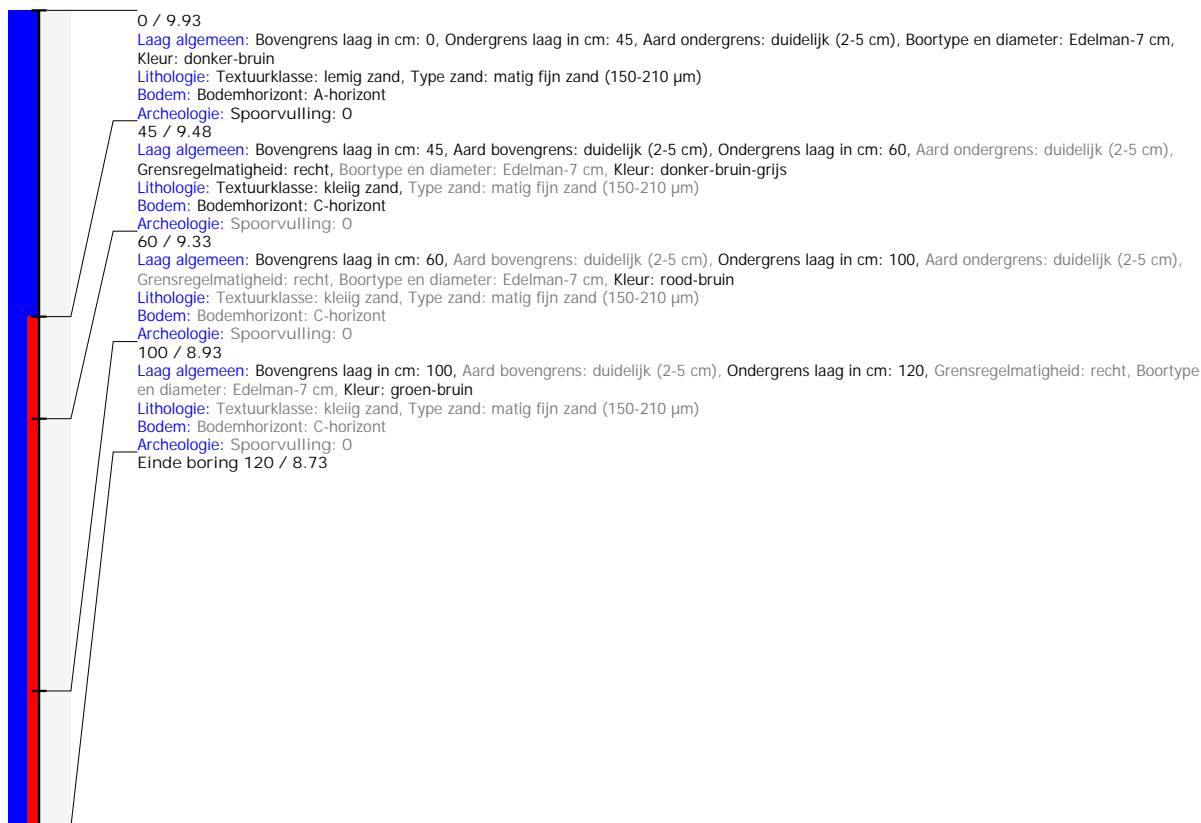 0 / 9.93
Laag algemeen: Bovengrens laag in cm: 0, Ondergrens laag in cm: 45, Aard ondergrens: duidelijk (2-5 cm), Boortype en diameter: Edelman-7 cm,
Kleur: donker-bruin
Lithologie: Textuurklasse: lemig zand, Type zand: matig fijn zand (150-210 µm)
Bodem: Bodemhorizont: A-horizont
Archeologie: Spoorvulling: 0
45 / 9.48
Laag algemeen: Bovengrens laag in cm: 45, Aard bovengrens: duidelijk (2-5 cm), Ondergrens laag in cm: 60, Aard ondergrens: duidelijk (2-5 cm),
Grensregelmatigheid: recht, Boortype en diameter: Edelman-7 cm, Kleur: donker-bruin-grijs
Lithologie: Textuurklasse: kleiig zand, Type zand: matig fijn zand (150-210 µm)
Bodem: Bodemhorizont: C-horizont
Archeologie: Spoorvulling: 0
60 / 9.33
Laag algemeen: Bovengrens laag in cm: 60, Aard bovengrens: duidelijk (2-5 cm), Ondergrens laag in cm: 100, Aard ondergrens: duidelijk (2-5 cm),
Grensregelmatigheid: recht, Boortype en diameter: Edelman-7 cm, Kleur: rood-bruin
Lithologie: Textuurklasse: kleiig zand, Type zand: matig fijn zand (150-210 µm)
Bodem: Bodemhorizont: C-horizont
Archeologie: Spoorvulling: 0
100 / 8.93
Laag algemeen: Bovengrens laag in cm: 100, Aard bovengrens: duidelijk (2-5 cm), Ondergrens laag in cm: 120, Grensregelmatigheid: recht, Boortype
en diameter: Edelman-7 cm, Kleur: groen-bruin
Lithologie: Textuurklasse: kleiig zand, Type zand: matig fijn zand (150-210 µm)
Bodem: Bodemhorizont: C-horizont
Archeologie: Spoorvulling: 0
Einde boring 120 / 8.73